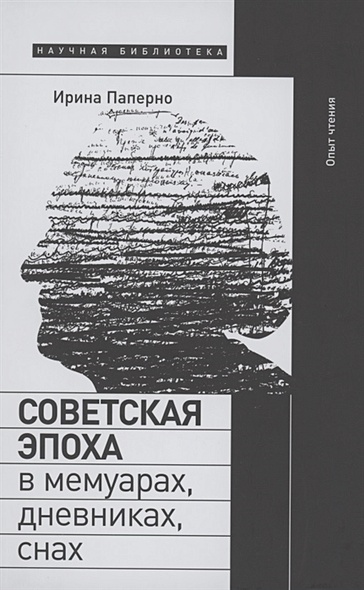 НАУЧНАЯ БИБЛИОТЕКА
Ирина Паперно
Опыт чтения
СОВЕТСКАЯ
ЭПОХА
в мемуарах,
дневниках,
снах